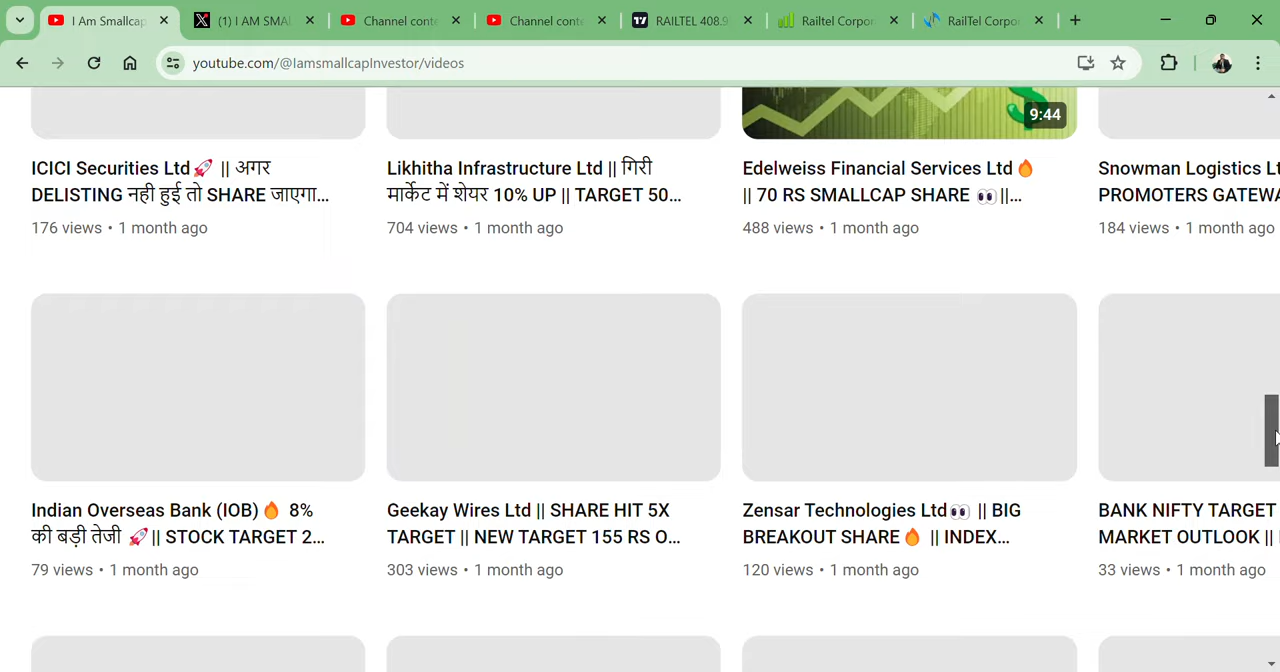 I Am Smallcap
(1) I AM SMAL
Channel conte
Channel conte
RAILTEL 408.9
Railtel Corpor
RailTel Corpo
youtube.com/@IamsmallcapInvestor/videos
9:44
ICICI Securities Ltd🚀 || अगर
DELISTING नही हुई तो SHARE जाएगा...
176 views • 1 month ago
Likhitha Infrastructure Ltd || गिरी
मार्केट में शेयर 10% UP || TARGET 50...
704 views • 1 month ago
Edelweiss Financial Services Ltd🔥
|| 70 RS SMALLCAP SHARE 👀||...
488 views • 1 month ago
Snowman Logistics Lt
PROMOTERS GATEWA
184 views • 1 month ago
Indian Overseas Bank (IOB)🔥 8%
की बड़ी तेजी 🚀|| STOCK TARGET 2...
79 views • 1 month ago
Geekay Wires Ltd || SHARE HIT 5X
TARGET || NEW TARGET 155 RS O...
303 views • 1 month ago
Zensar Technologies Ltd👀 || BIG
BREAKOUT SHARE🔥 || INDEX...
120 views • 1 month ago
BANK NIFTY TARGET
MARKET OUTLOOK ||
33 views • 1 month ago